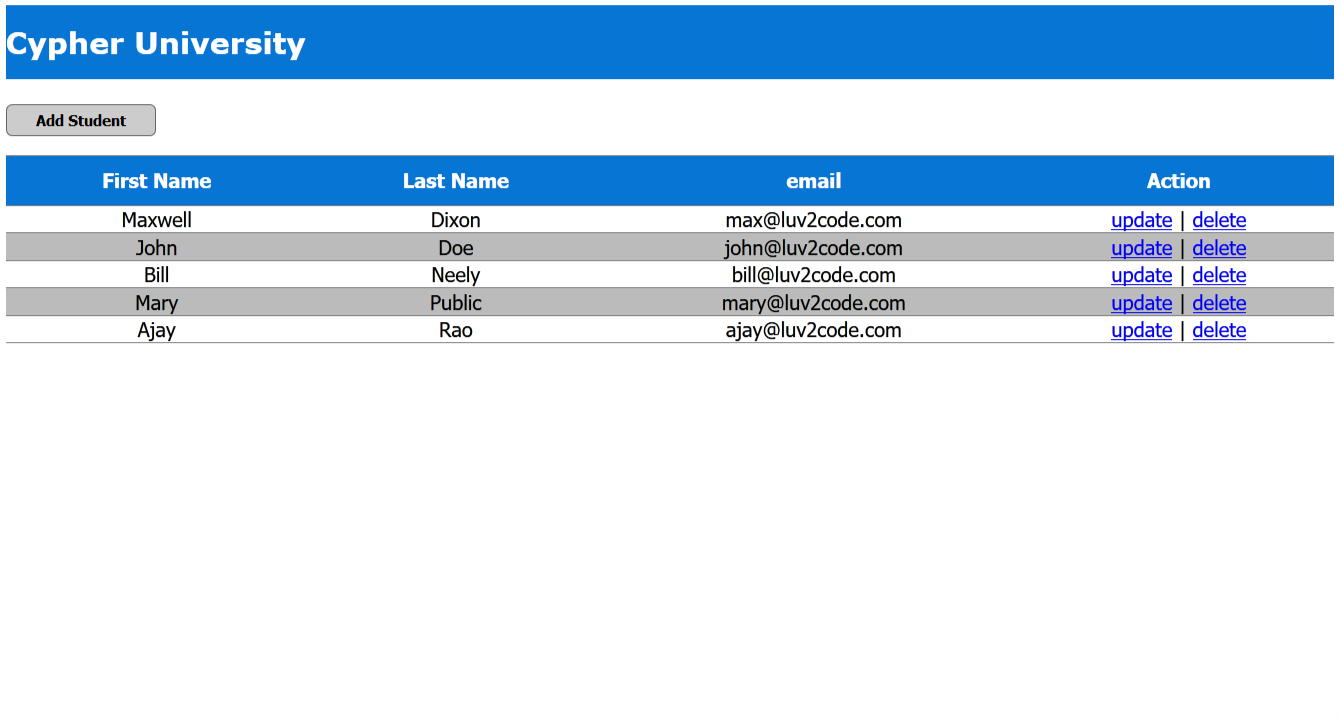 Cypher University
Add Student
First Name Last Name email Action
Maxwell Dixon max@luv2code.com update | delete
John Doe john@luv2code.com update | delete
Bill Neely bill@luv2code.com update | delete
Mary Public mary@luv2code.com update | delete
Ajay Rao ajay@luv2code.com update | delete